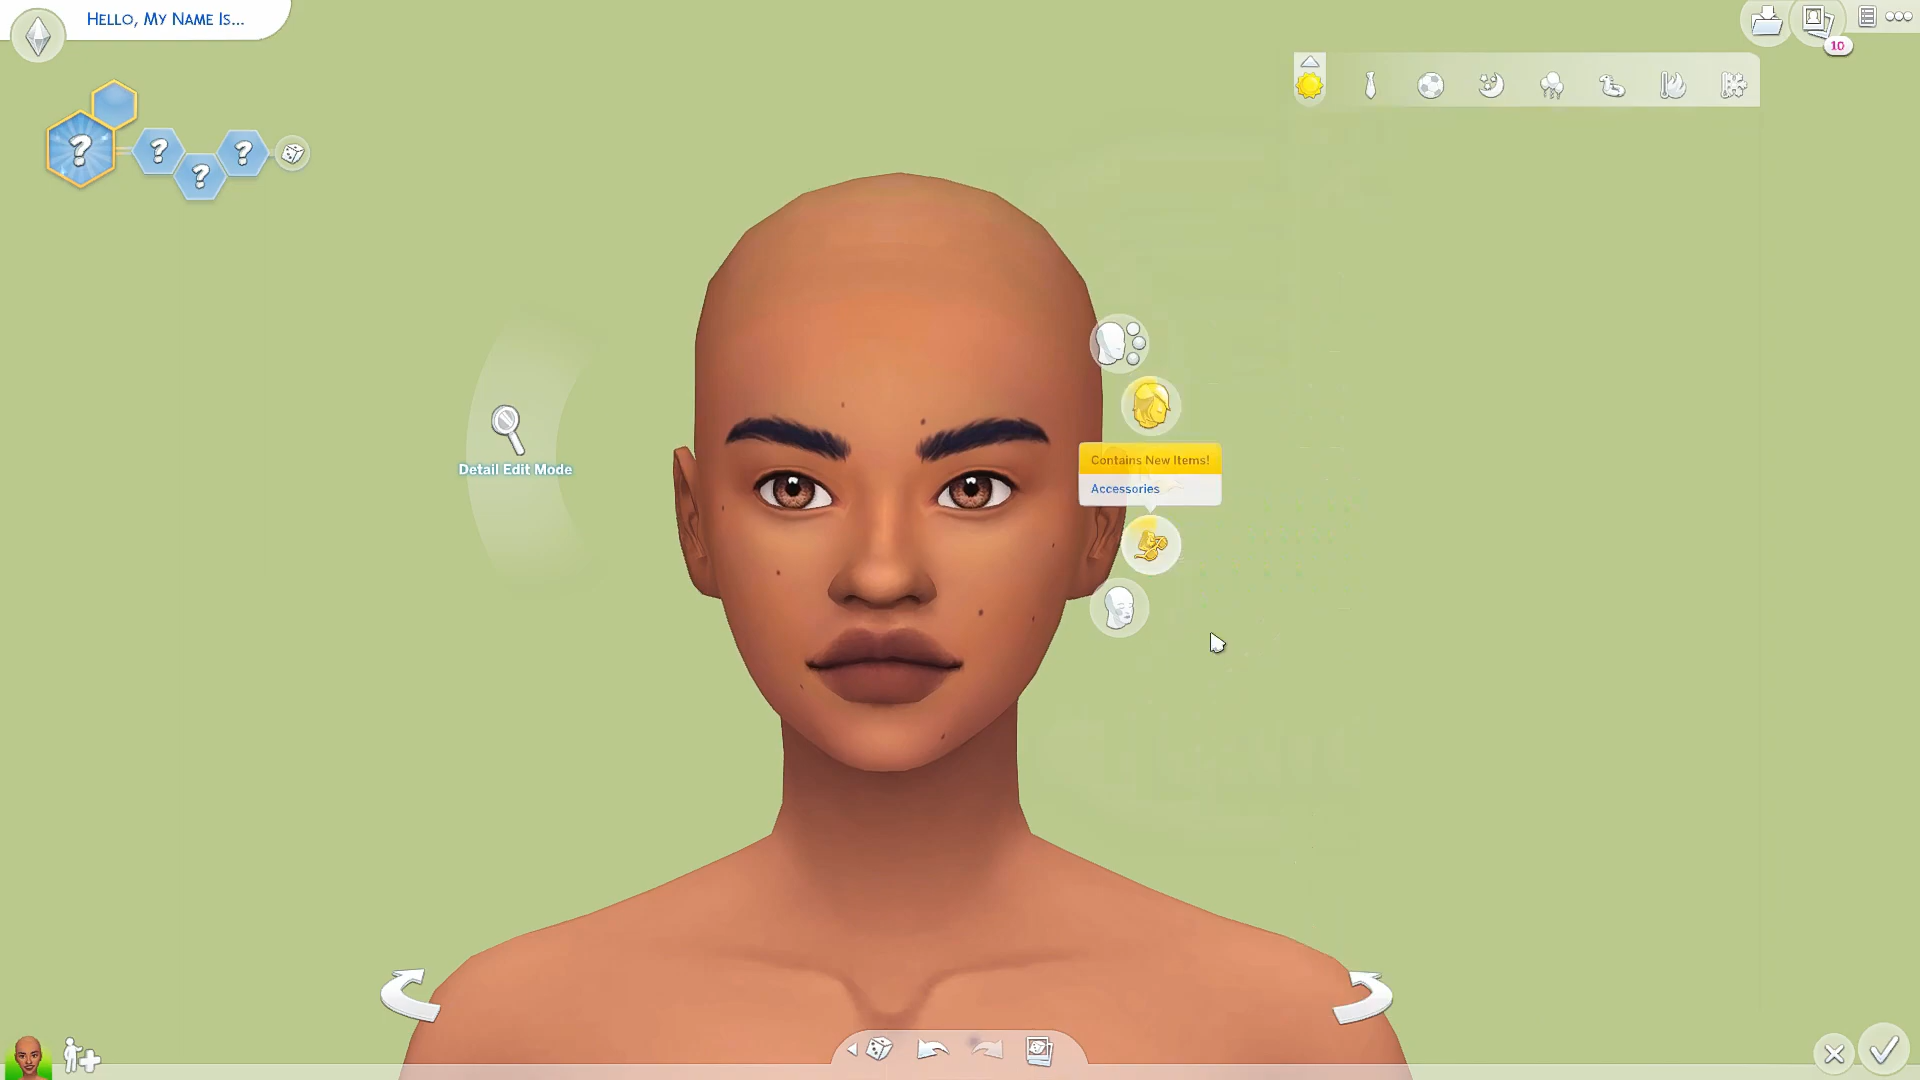 Hello, My Name Is...
10
?
? ? ?
Detail Edit Mode
Contains New Items!
Accessories